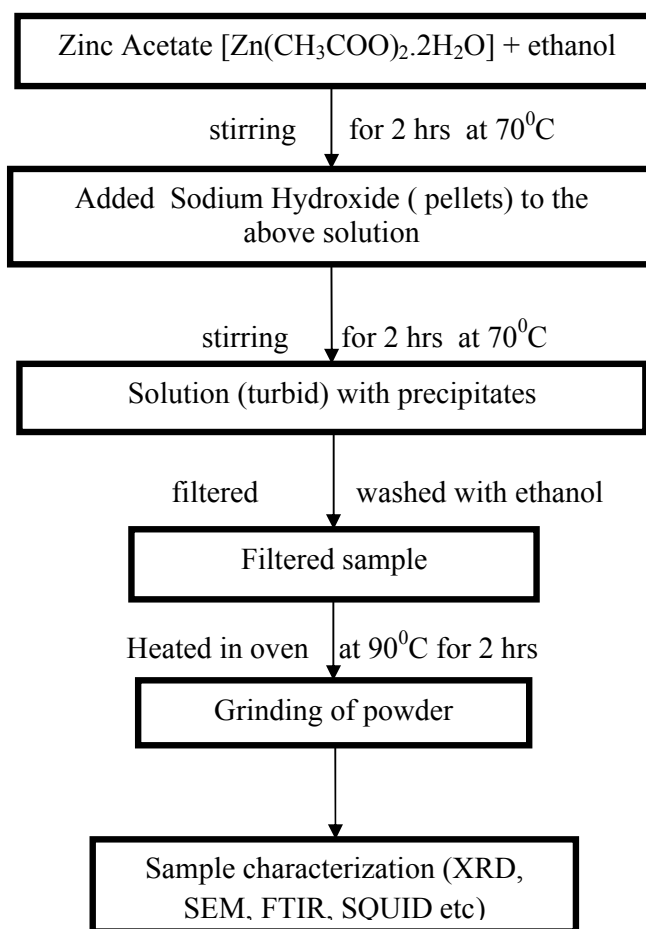 Zinc Acetate [Zn(CH₃COO)₂.2H₂O] + ethanol
stirring for 2 hrs at 70⁰C
Added Sodium Hydroxide ( pellets) to the
above solution
stirring for 2 hrs at 70⁰C
Solution (turbid) with precipitates
filtered washed with ethanol
Filtered sample
Heated in oven at 90⁰C for 2 hrs
Grinding of powder
Sample characterization (XRD,
SEM, FTIR, SQUID etc)